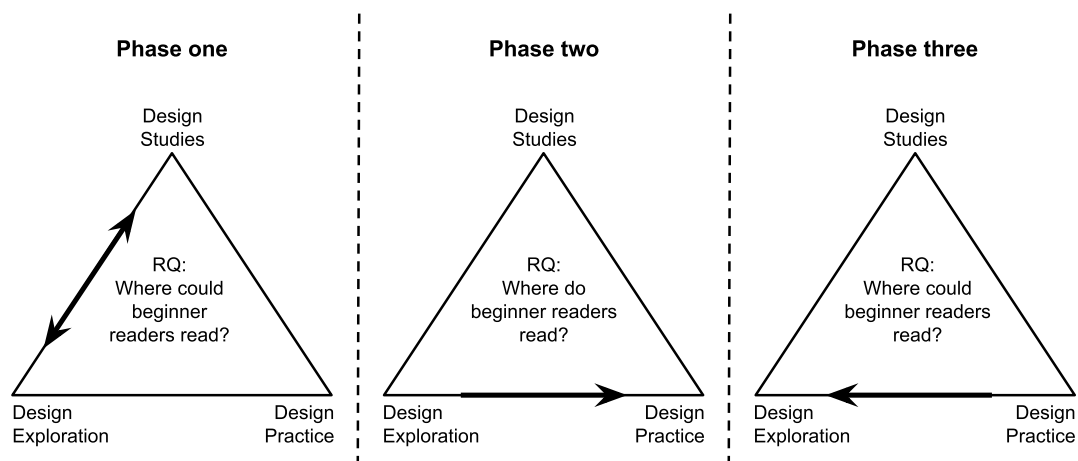 Phase one
Design
Studies
RQ:
Where could
beginner
readers read?
Design
Exploration
Design
Practice
Phase two
Design
Studies
RQ:
Where do
beginner readers
read?
Design
Exploration
Design
Practice
Phase three
Design
Studies
RQ:
Where could
beginner readers
read?
Design
Exploration
Design
Practice